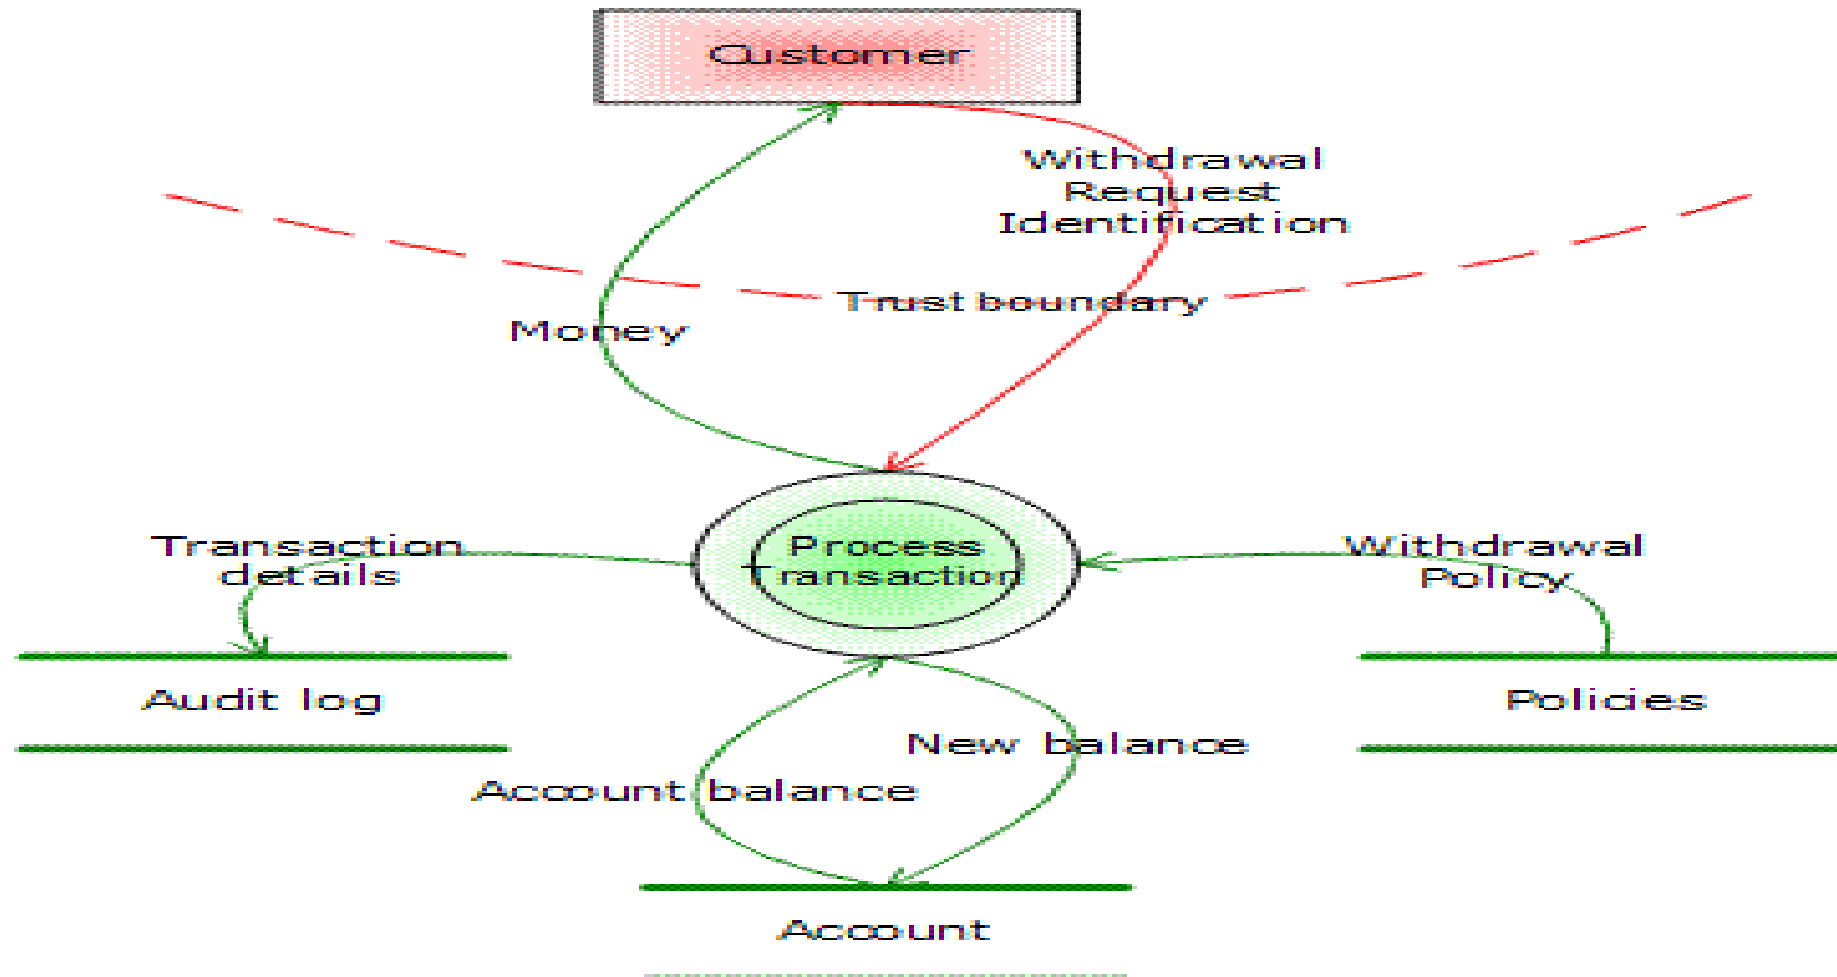 Customer
Withdrawal
Request
Identification
Trust boundary
Money
Process
Transaction
Transaction
details
Withdrawal
Policy
Audit log
Policies
New balance
Account balance
Account